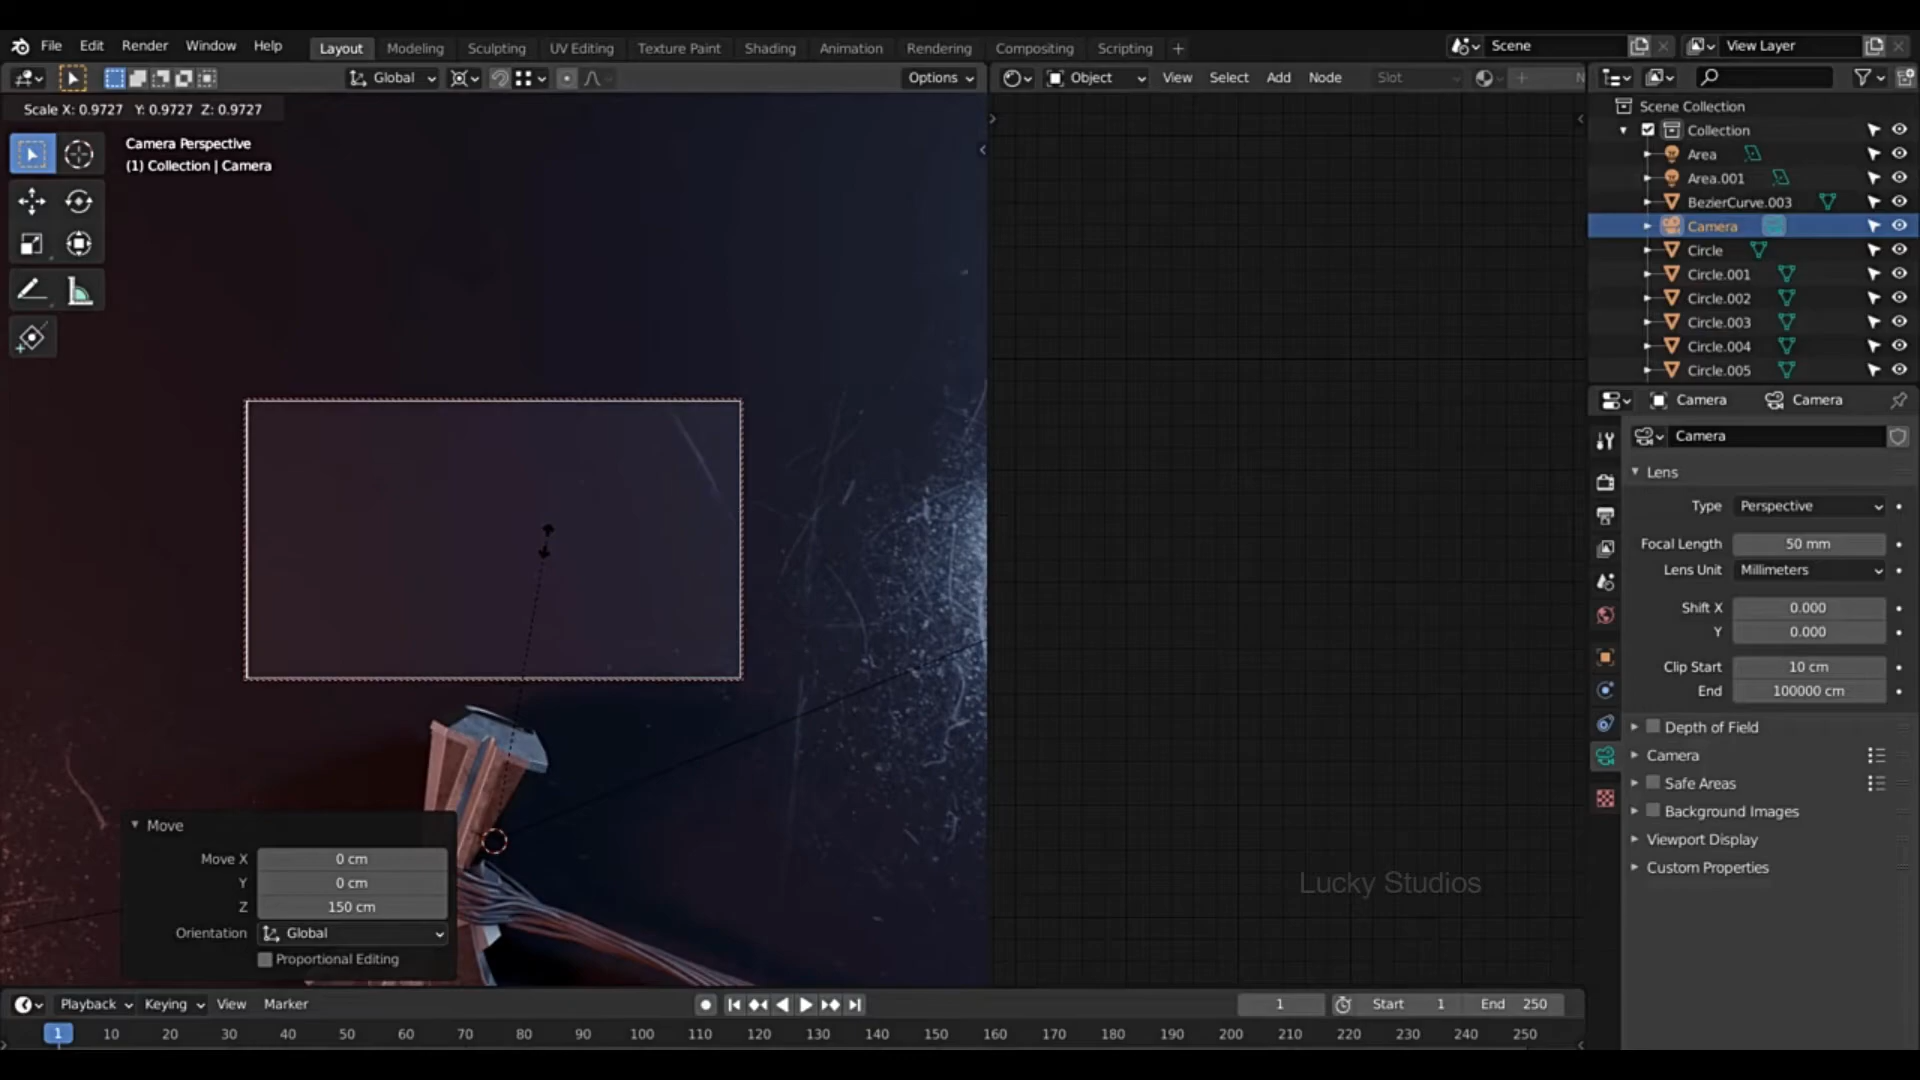 File Edit Render Window Help Layout Modeling Sculpting UV Editing Texture Paint Shading Animation Rendering Compositing Scripting + Scene View Layer
Global Options Object View Select Add Node Slot N
Scale X: 0.9727 Y: 0.9727 Z: 0.9727
Camera Perspective
(1) Collection | Camera
Scene Collection
Collection
Area
Area.001
BezierCurve.003
Camera
Circle
Circle.001
Circle.002
Circle.003
Circle.004
Circle.005
Camera Camera
Camera
Lens
Type Perspective
Focal Length 50 mm
Lens Unit Millimeters
Shift X 0.000
Y 0.000
Clip Start 10 cm
End 100000 cm
Depth of Field
Camera
Safe Areas
Background Images
Viewport Display
Custom Properties
Move
Move X 0 cm
Y 0 cm
Z 150 cm
Orientation Global
Proportional Editing
Lucky Studios
Playback Keying View Marker 1 Start 1 End 250
1 10 20 30 40 50 60 70 80 90 100 110 120 130 140 150 160 170 180 190 200 210 220 230 240 250